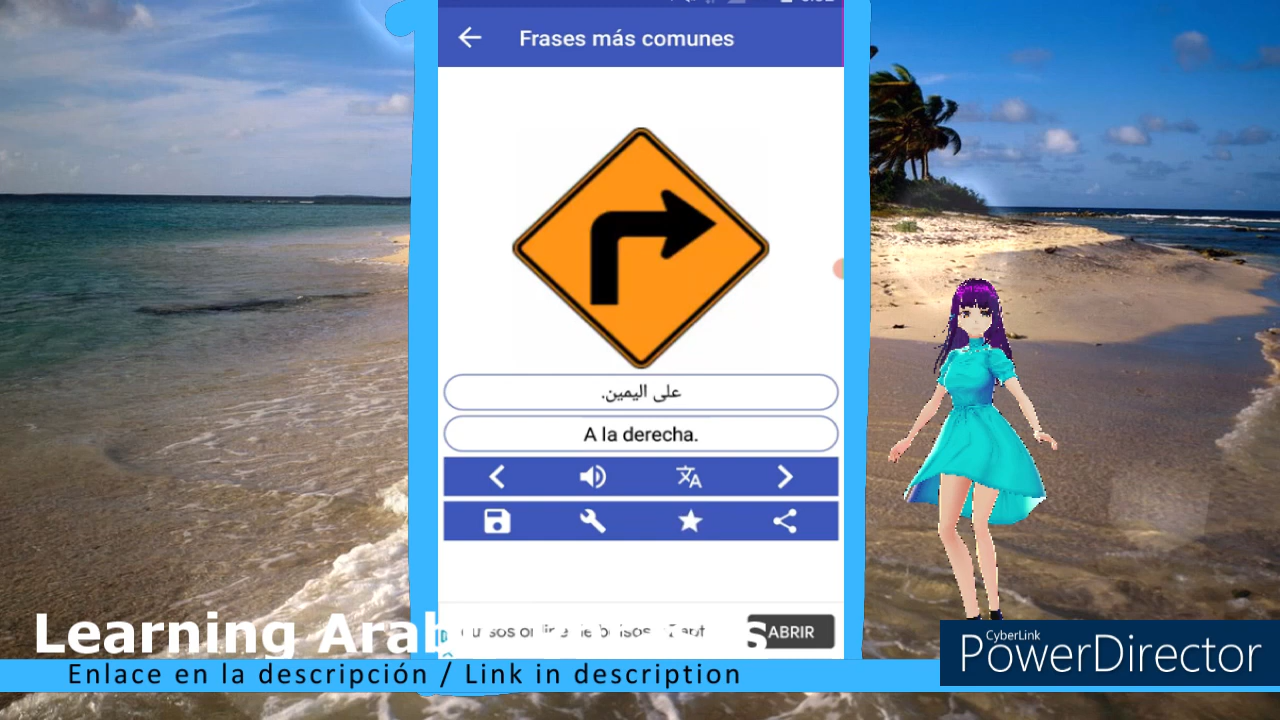 Frases más comunes
على اليمين.
A la derecha.
ABRIR
Learning Arab
s
Enlace en la descripción / Link in description
CyberLink
PowerDirector